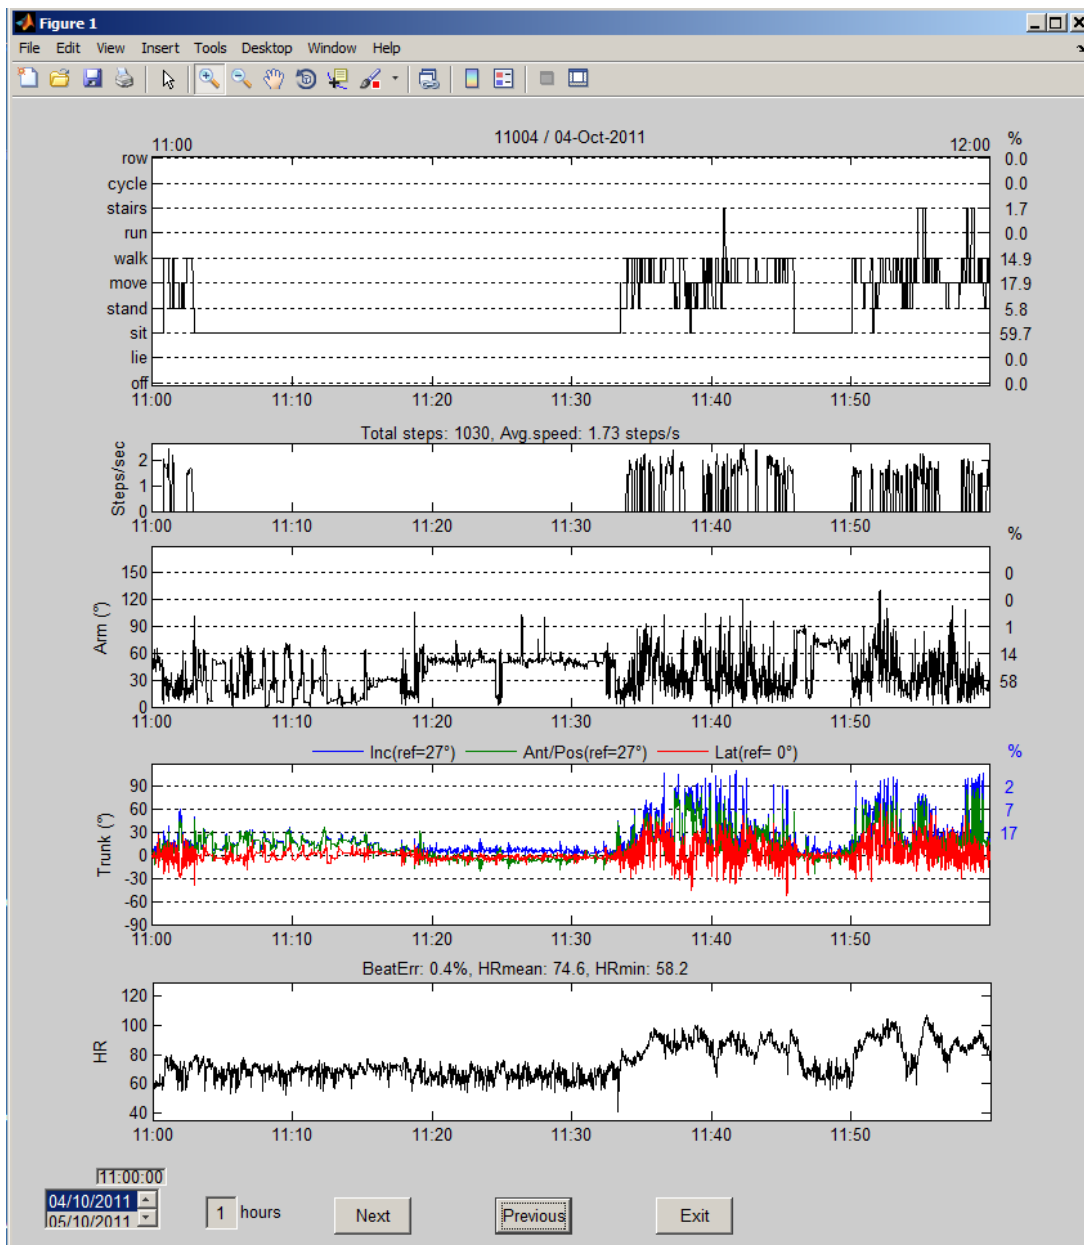 Figure 1
File Edit View Insert Tools Desktop Window Help
11:00 11004 / 04-Oct-2011 12:00 %
row 0.0
cycle 0.0
stairs 1.7
run 0.0
walk 14.9
move 17.9
stand 5.8
sit 59.7
lie 0.0
off 0.0
11:00 11:10 11:20 11:30 11:40 11:50
Total steps: 1030, Avg.speed: 1.73 steps/s
Steps/sec
2
1
0
11:00 11:10 11:20 11:30 11:40 11:50
%
Arm (°)
150 0
120 0
90 1
60 14
30 58
0
11:00 11:10 11:20 11:30 11:40 11:50
Inc(ref=27°) Ant/Pos(ref=27°) Lat(ref= 0°) %
Trunk (°)
90 2
60 7
30 17
0
-30
-60
-90
11:00 11:10 11:20 11:30 11:40 11:50
BeatErr: 0.4%, HRmean: 74.6, HRmin: 58.2
HR
120
100
80
60
40
11:00 11:10 11:20 11:30 11:40 11:50
11:00:00
04/10/2011
05/10/2011
1 hours
Next Previous Exit